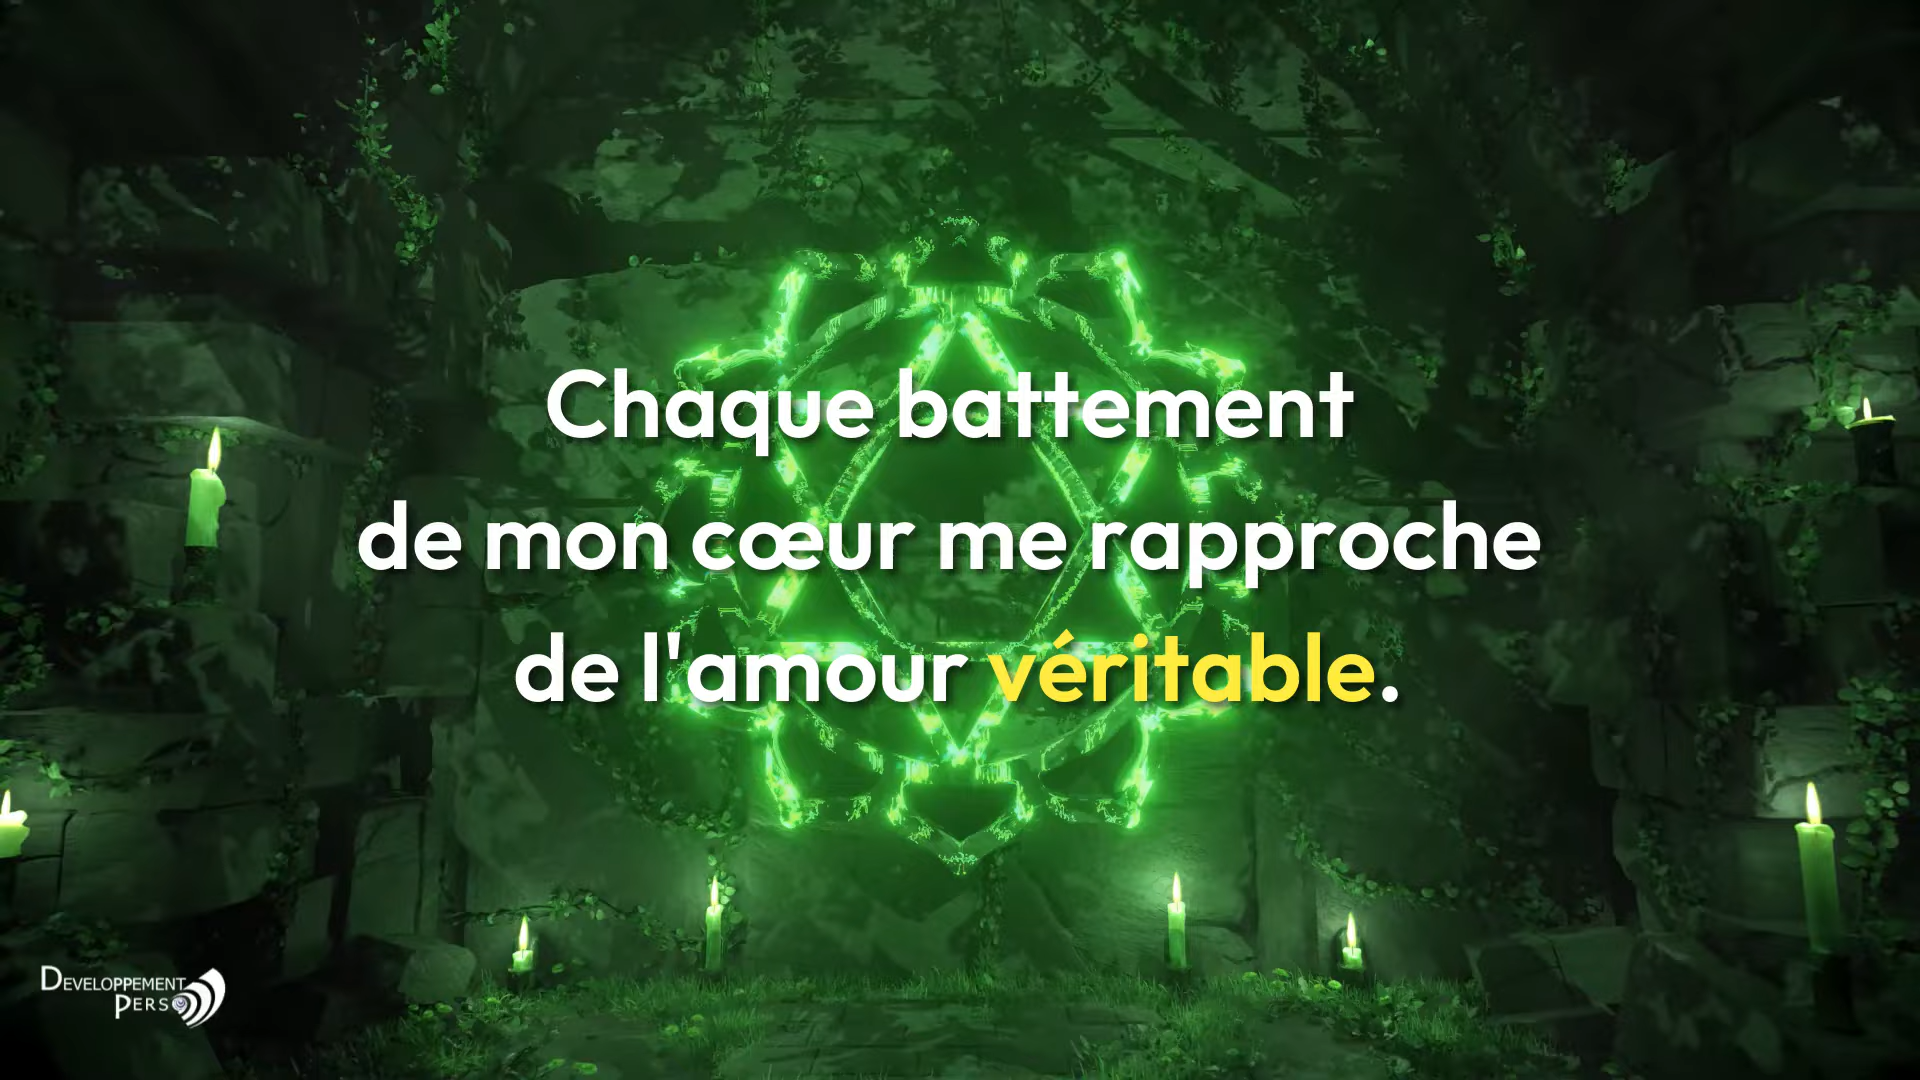 Chaque battement
de mon cœur me rapproche
de l'amour véritable.
DEVELOPPEMENT
PERSO